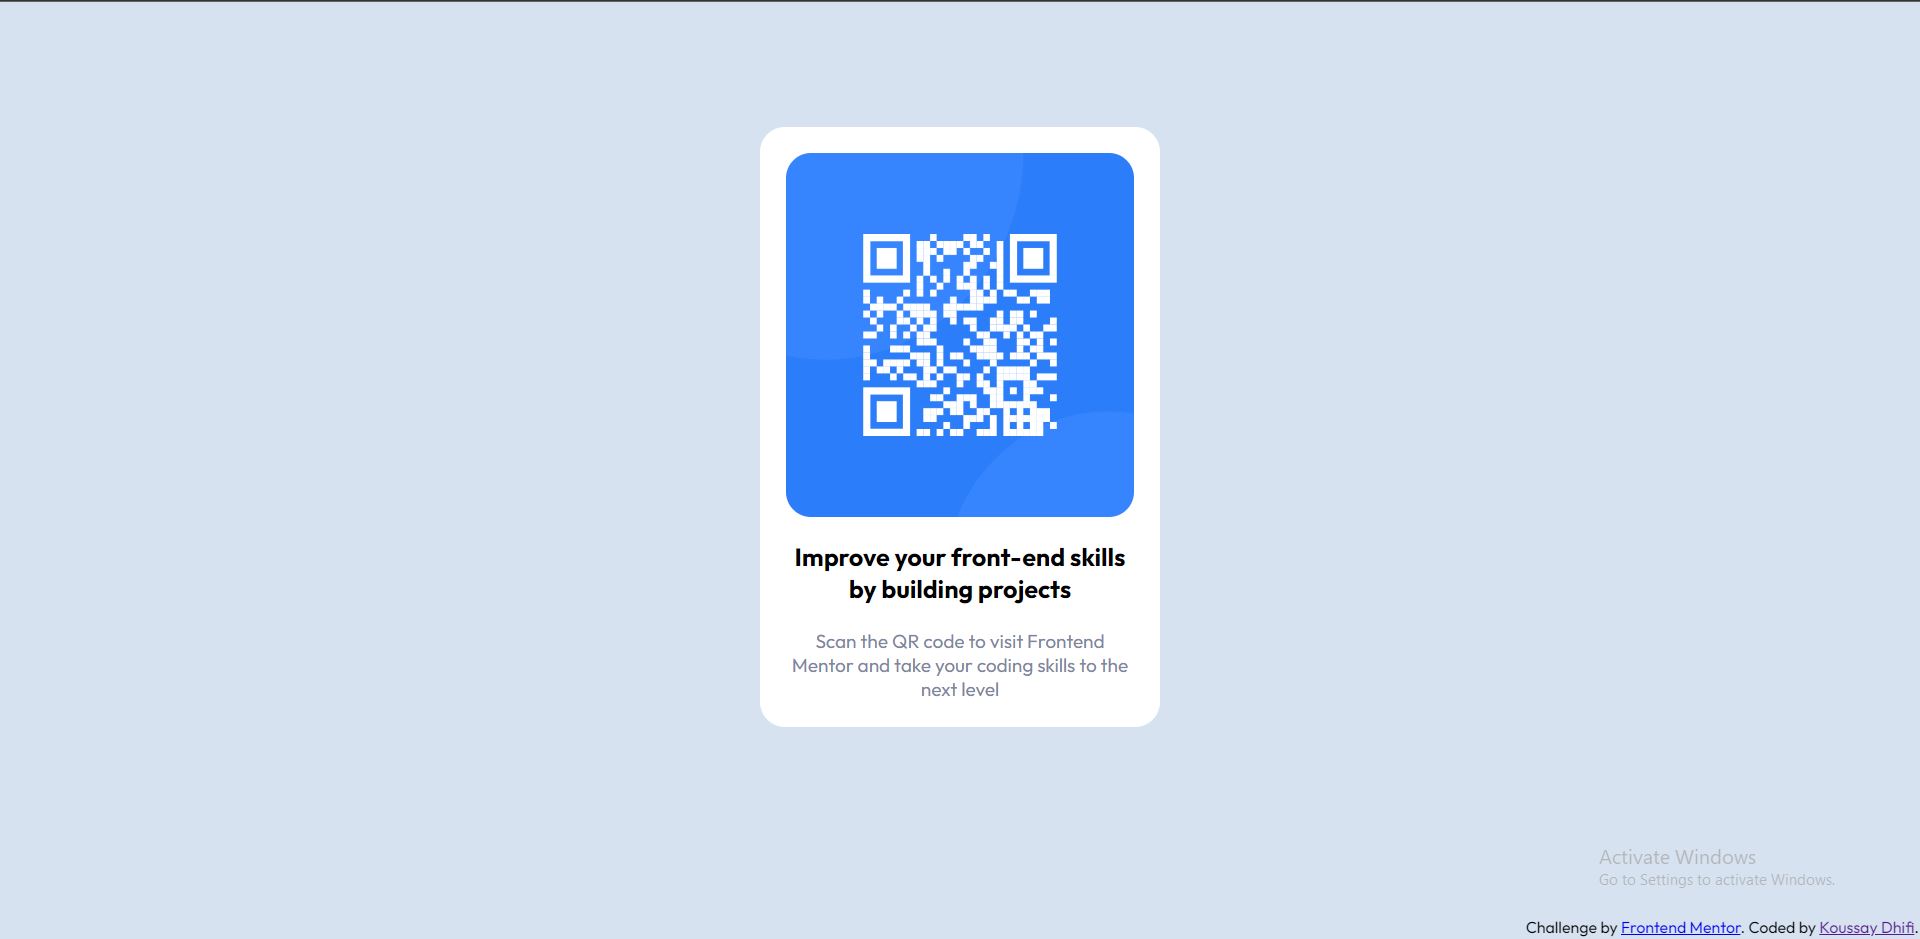 Improve your front-end skills
by building projects
Scan the QR code to visit Frontend
Mentor and take your coding skills to the
next level
Activate Windows
Go to Settings to activate Windows.
Challenge by Frontend Mentor. Coded by Koussay Dhifi.